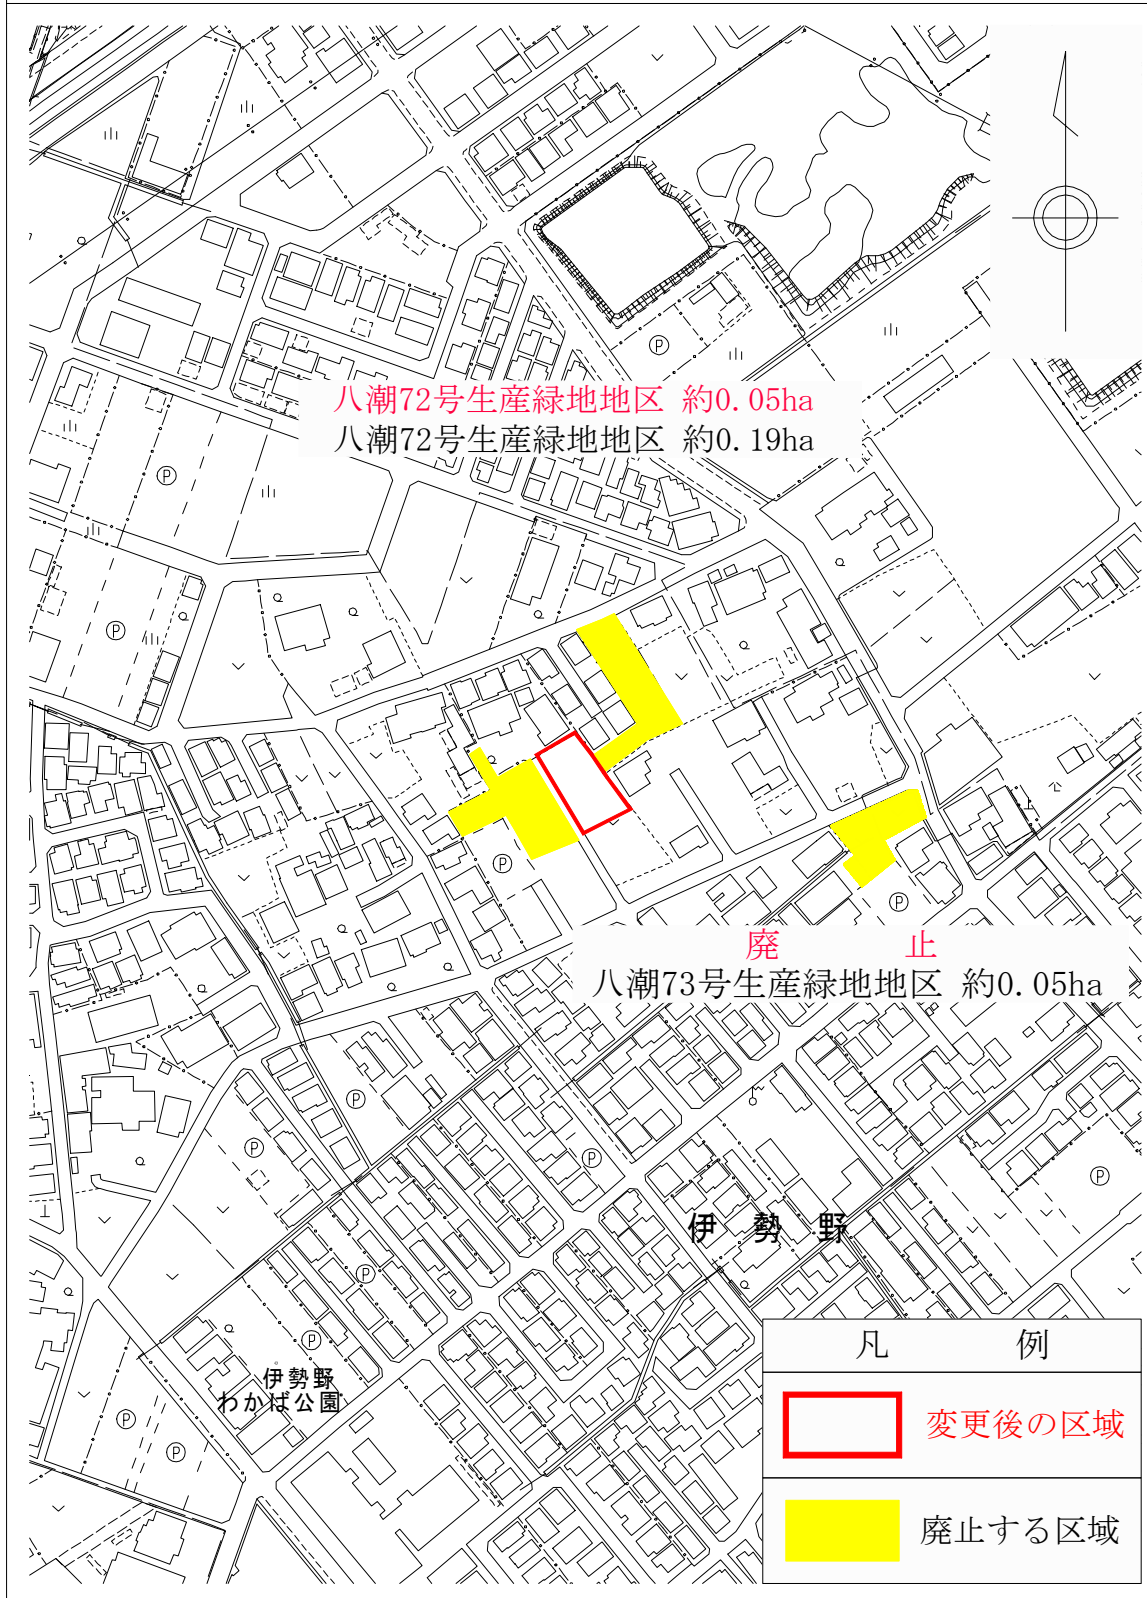 八潮72号生産緑地地区 約0.05ha
八潮72号生産緑地地区 約0.19ha
Ⓟ
Ⓟ
Ⓟ
Ⓟ
Ⓟ
廃 止
八潮73号生産緑地地区 約0.05ha
Ⓟ
Ⓟ
Ⓟ
Ⓟ
伊 勢 野
Ⓟ
Ⓟ
伊勢野
わかば公園
Ⓟ
Ⓟ
凡 例
変更後の区域
廃止する区域